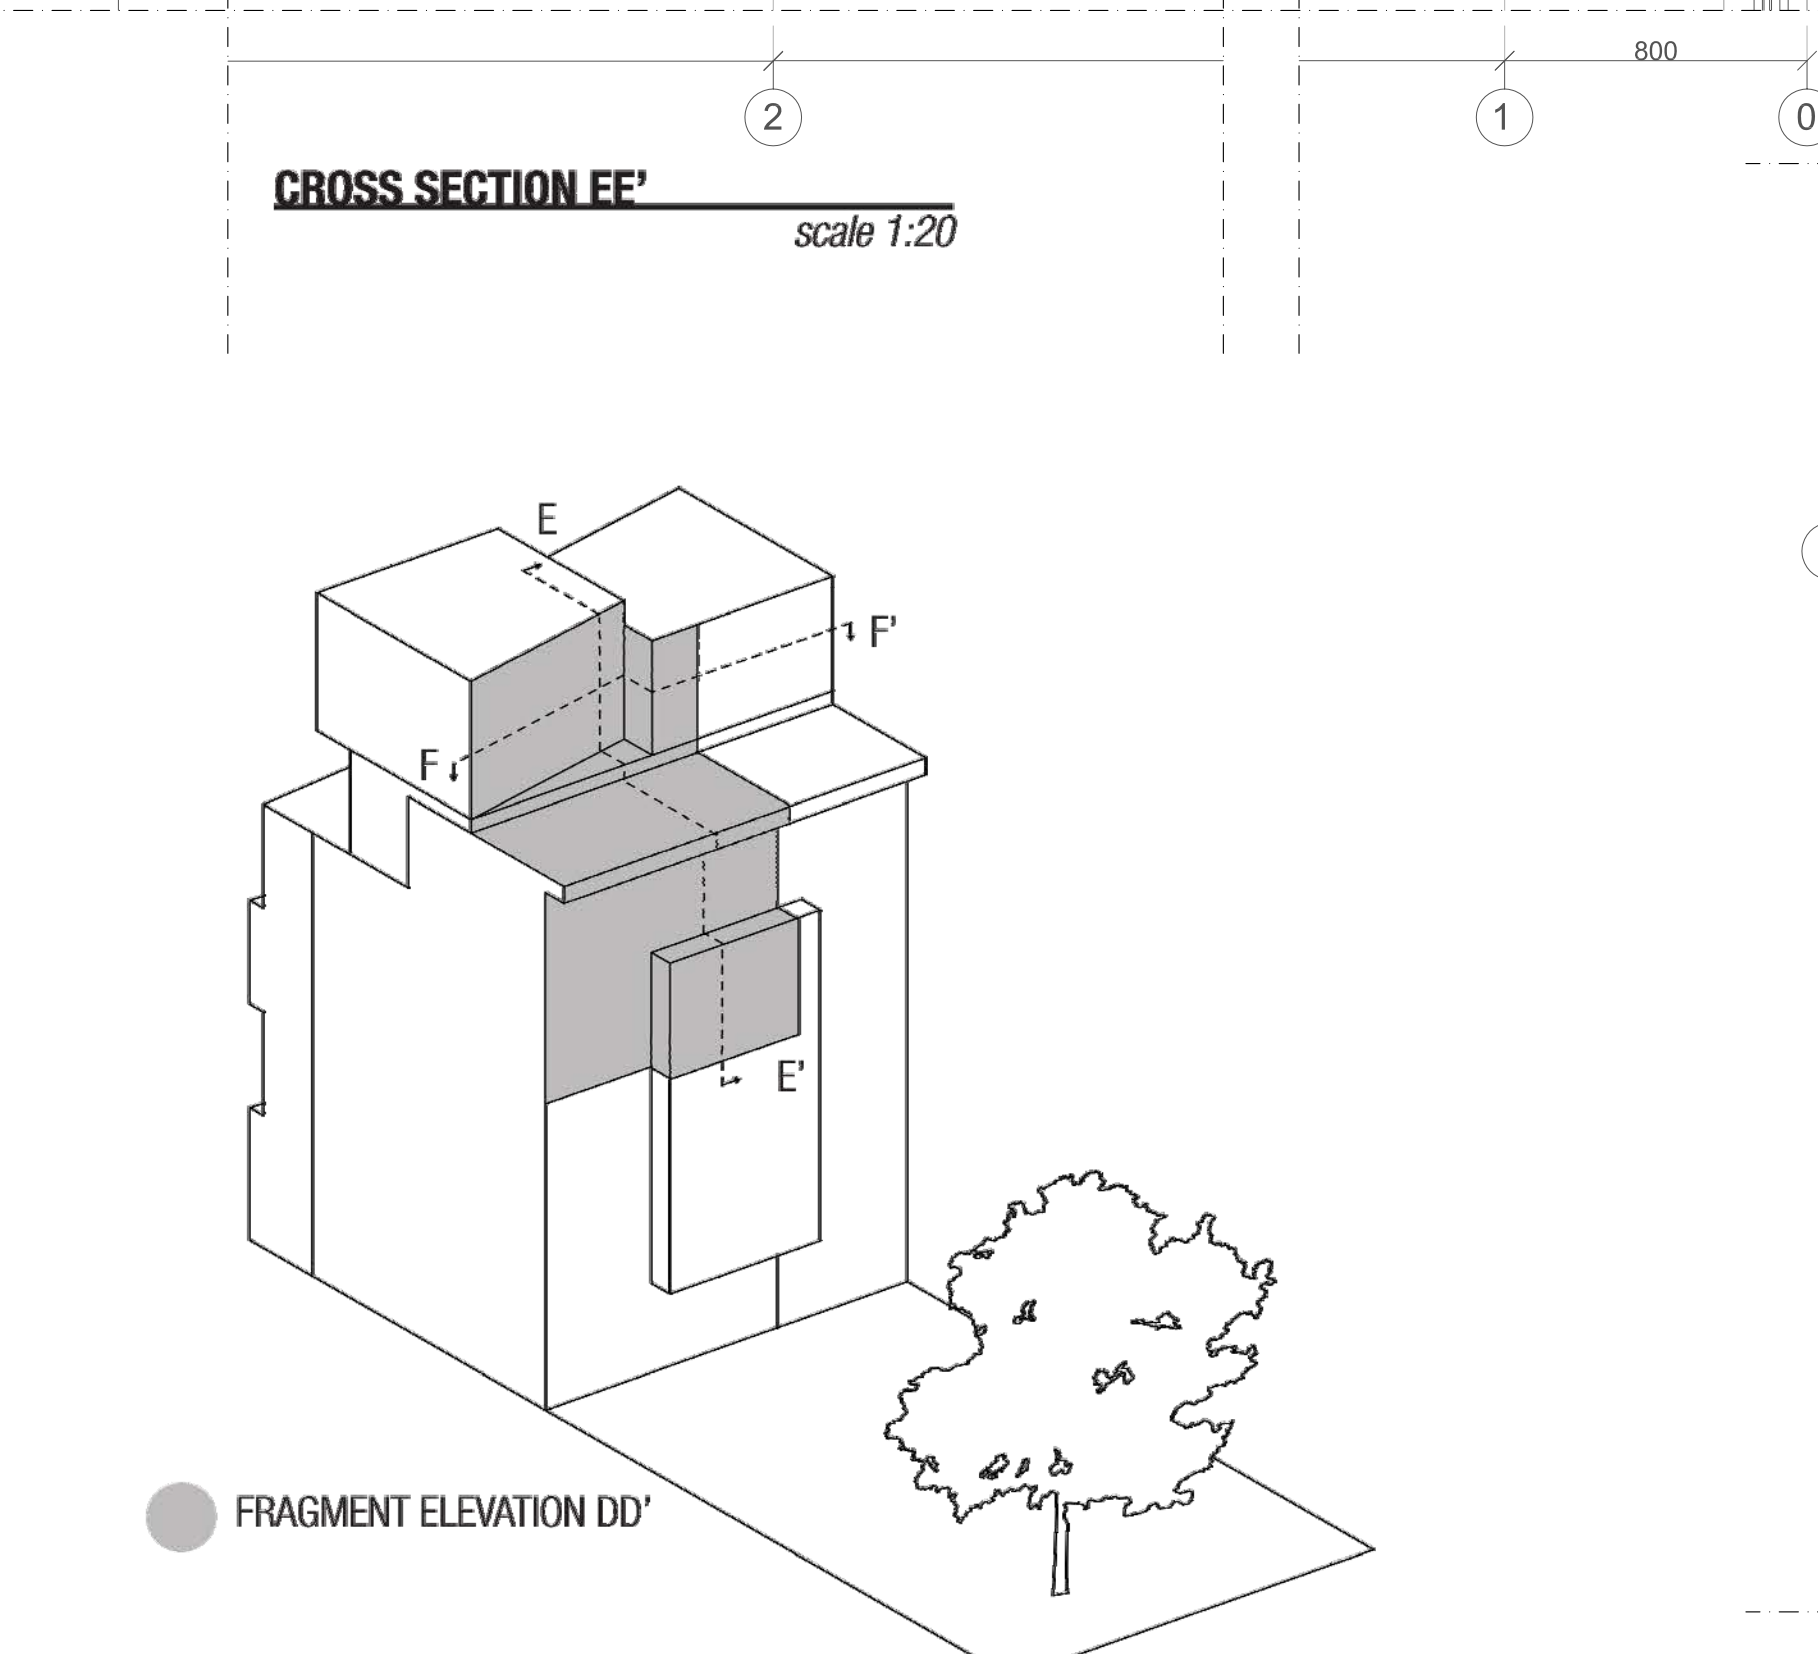 800
2
1
0
CROSS SECTION EE’
scale 1:20
E
F’
F
E’
FRAGMENT ELEVATION DD’